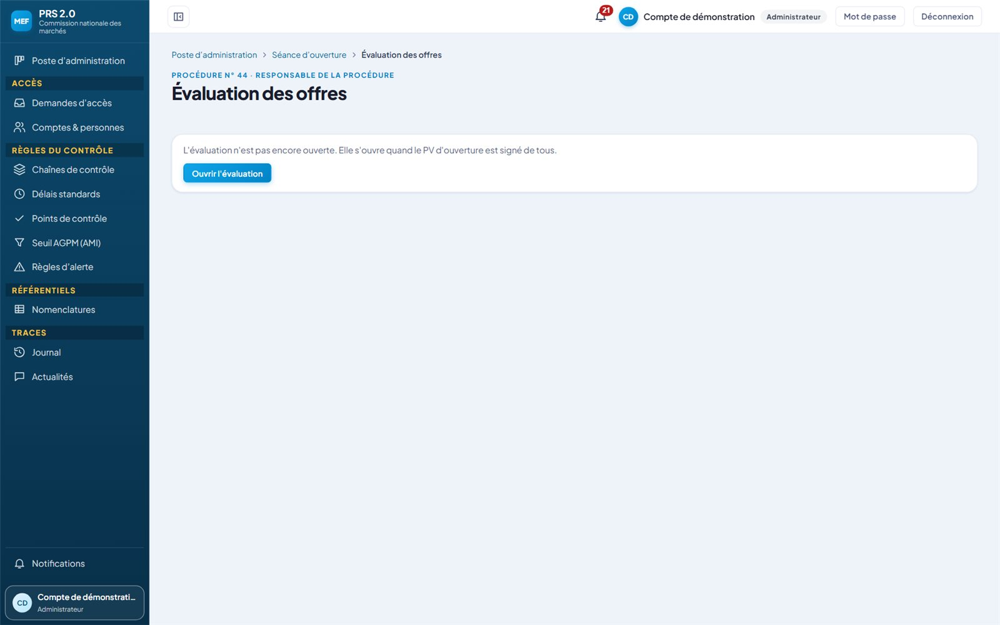 MEF
PRS 2.0
Commission nationale des
marchés
Poste d'administration
ACCÈS
Demandes d'accès
Comptes & personnes
RÈGLES DU CONTRÔLE
Chaînes de contrôle
Délais standards
Points de contrôle
Seuil AGPM (AMI)
Règles d'alerte
RÉFÉRENTIELS
Nomenclatures
TRACES
Journal
Actualités
Notifications
CD
Compte de démonstrati...
Administrateur
21
CD
Compte de démonstration
Administrateur
Mot de passe
Déconnexion
Poste d'administration > Séance d'ouverture > Évaluation des offres
PROCÉDURE N° 44 · RESPONSABLE DE LA PROCÉDURE
Évaluation des offres
L'évaluation n'est pas encore ouverte. Elle s'ouvre quand le PV d'ouverture est signé de tous.
Ouvrir l'évaluation